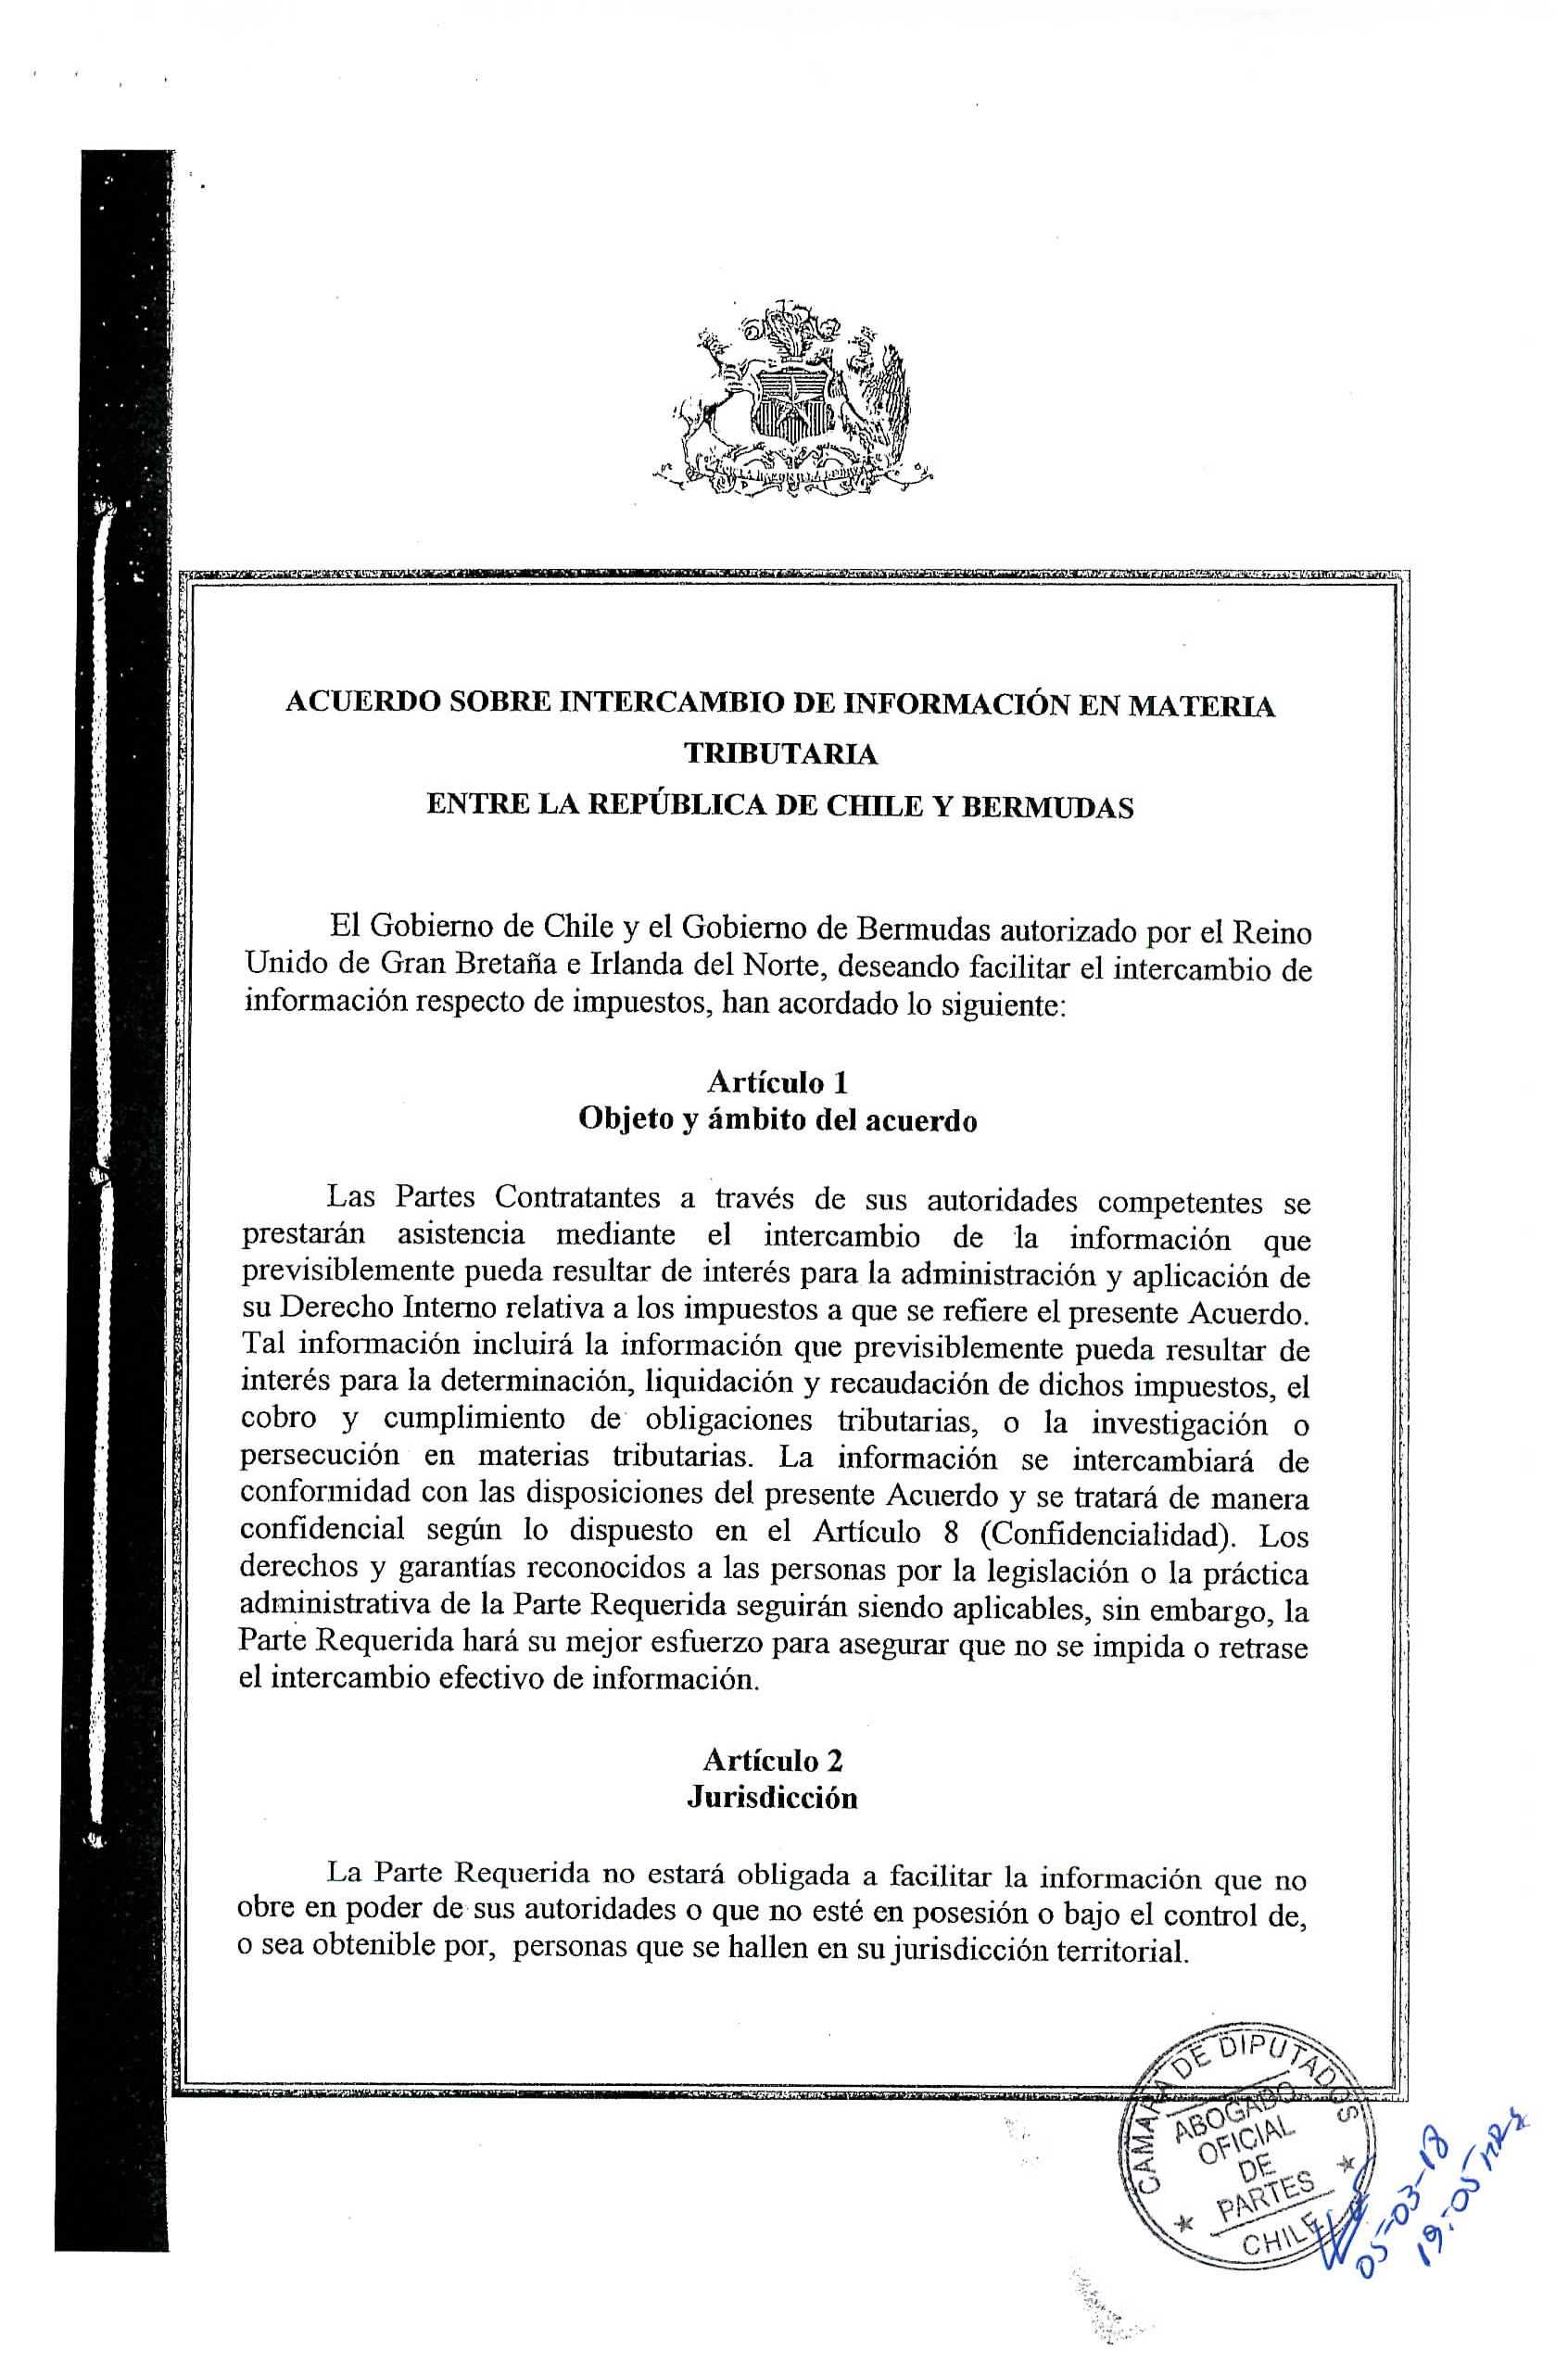 ACUERDO SOBRE INTERCAMBIO DE INFORMACIÓN EN MATERIA
TRIBUTARIA
ENTRE LA REPÚBLICA DE CHILE Y BERMUDAS
El Gobierno de Chile y el Gobierno de Bermudas autorizado por el Reino
Unido de Gran Bretaña e Irlanda del Norte, deseando facilitar el intercambio de
información respecto de impuestos, han acordado lo siguiente:
Artículo 1
Objeto y ámbito del acuerdo
Las Partes Contratantes a través de sus autoridades competentes se
prestarán asistencia mediante el intercambio de la información que
previsiblemente pueda resultar de interés para la administración y aplicación de
su Derecho Interno relativa a los impuestos a que se refiere el presente Acuerdo.
Tal información incluirá la información que previsiblemente pueda resultar de
interés para la determinación, liquidación y recaudación de dichos impuestos, el
cobro y cumplimiento de obligaciones tributarias, o la investigación o
persecución en materias tributarias. La información se intercambiará de
conformidad con las disposiciones del presente Acuerdo y se tratará de manera
confidencial según lo dispuesto en el Artículo 8 (Confidencialidad). Los
derechos y garantías reconocidos a las personas por la legislación o la práctica
administrativa de la Parte Requerida seguirán siendo aplicables, sin embargo, la
Parte Requerida hará su mejor esfuerzo para asegurar que no se impida o retrase
el intercambio efectivo de información.
Artículo 2
Jurisdicción
La Parte Requerida no estará obligada a facilitar la información que no
obre en poder de sus autoridades o que no esté en posesión o bajo el control de,
o sea obtenible por, personas que se hallen en su jurisdicción territorial.
CAMARA DE DIPUTADOS
ABOGADO
OFICIAL
DE
PARTES
CHILE
05-03-18
19:05 HRS